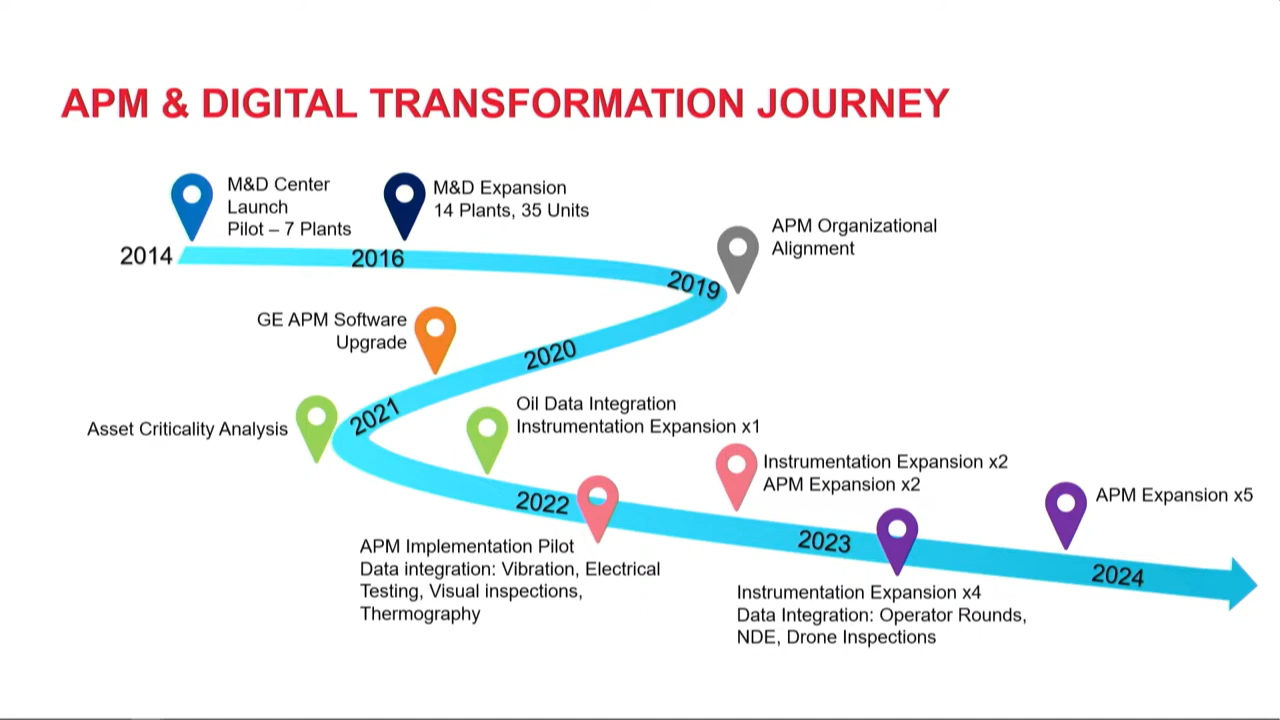 APM & DIGITAL TRANSFORMATION JOURNEY
M&D Center
Launch
Pilot – 7 Plants
M&D Expansion
14 Plants, 35 Units
APM Organizational
Alignment
2014
2016
2019
GE APM Software
Upgrade
2020
2021
Asset Criticality Analysis
Oil Data Integration
Instrumentation Expansion x1
Instrumentation Expansion x2
APM Expansion x2
APM Expansion x5
2022
2023
2024
APM Implementation Pilot
Data integration: Vibration, Electrical
Testing, Visual inspections,
Thermography
Instrumentation Expansion x4
Data Integration: Operator Rounds,
NDE, Drone Inspections